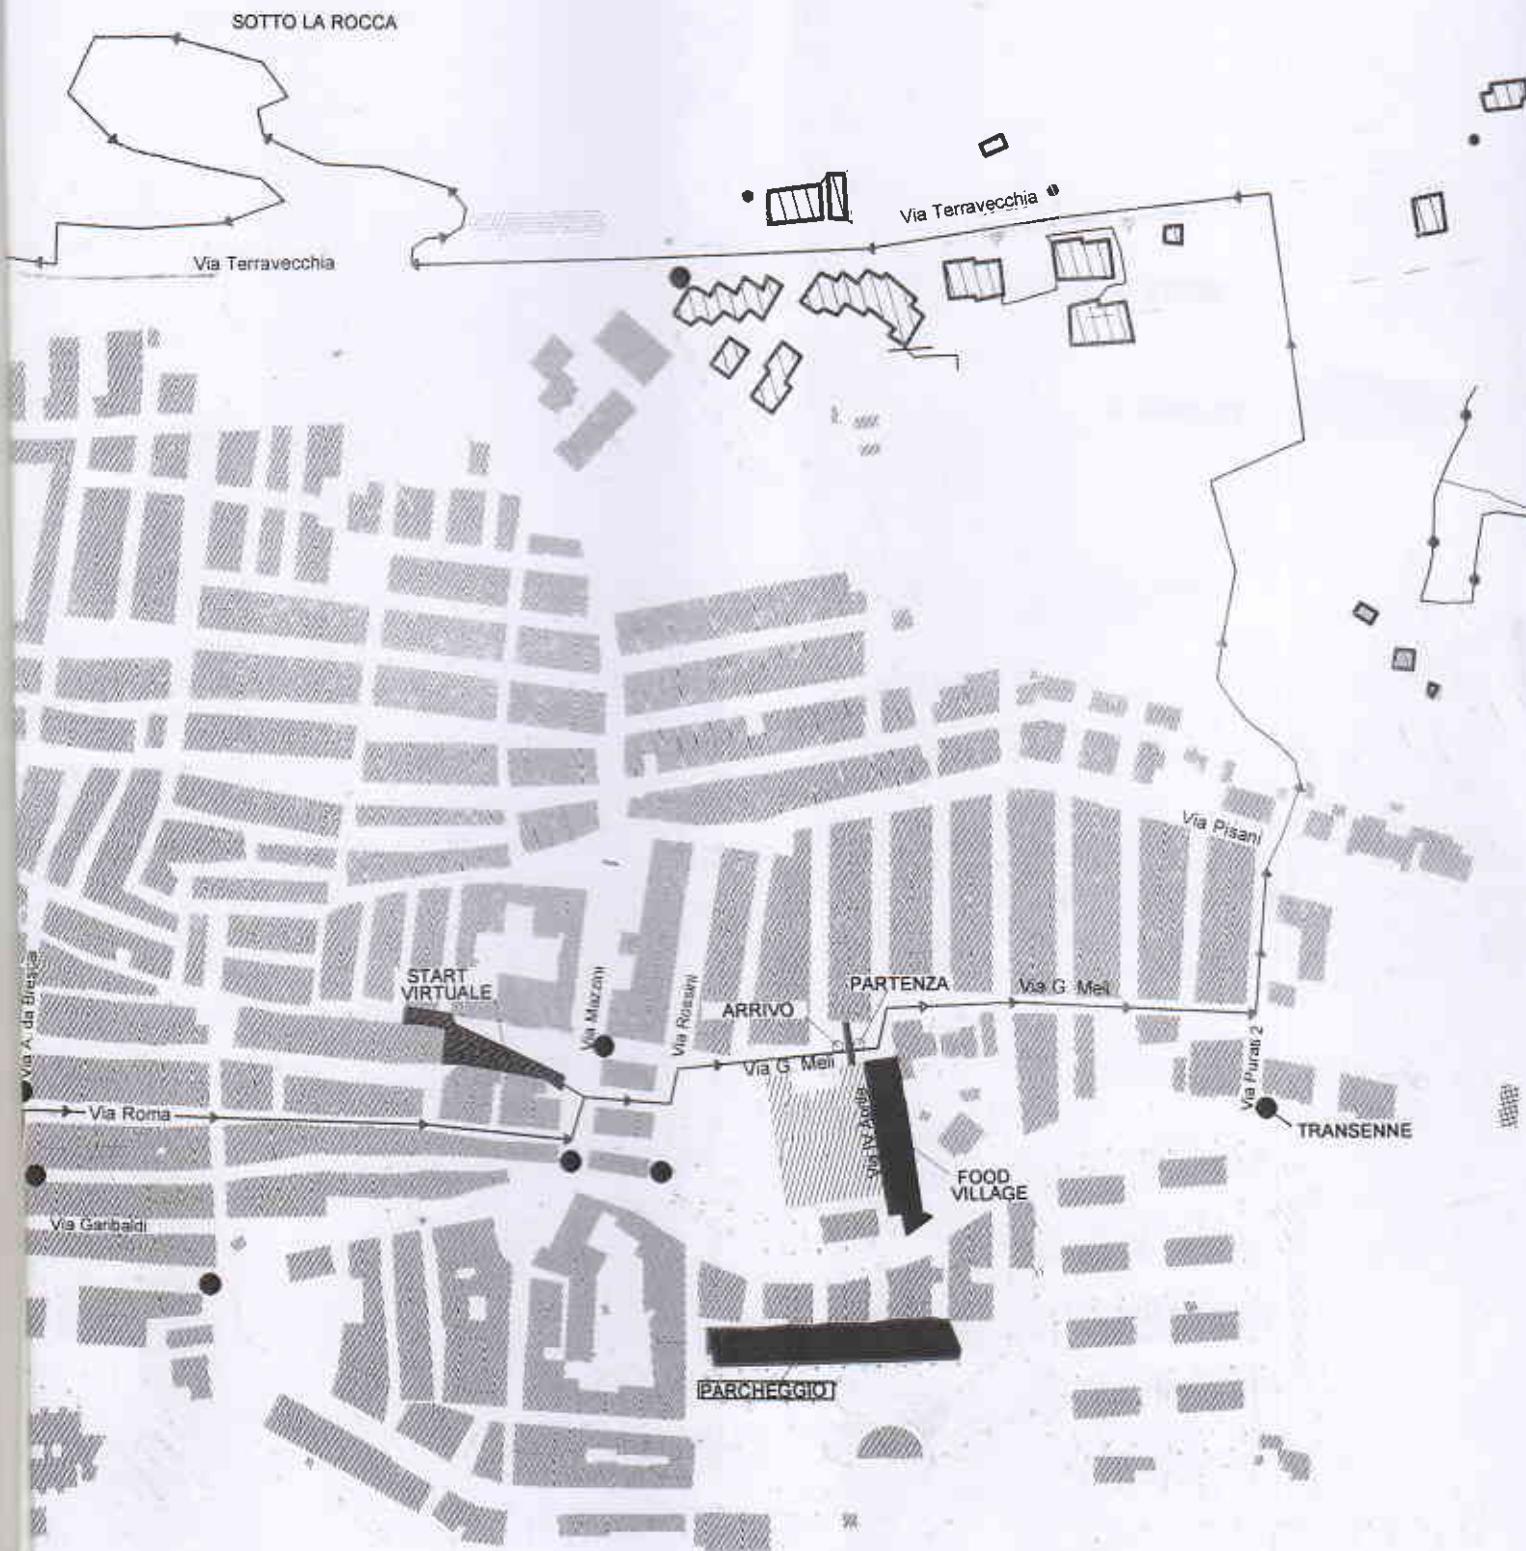 SOTTO LA ROCCA
Via Terravecchia
Via Terravecchia
Via Pisani
START
VIRTUALE
Via Mazzini
Via Rossini
ARRIVO
PARTENZA
Via G. Meli
Via G. Meli
Via A. da Brescia
Via Roma
Via Purati 2
TRANSENNE
FOOD
VILLAGE
Via Garibaldi
PARCHEGGIO